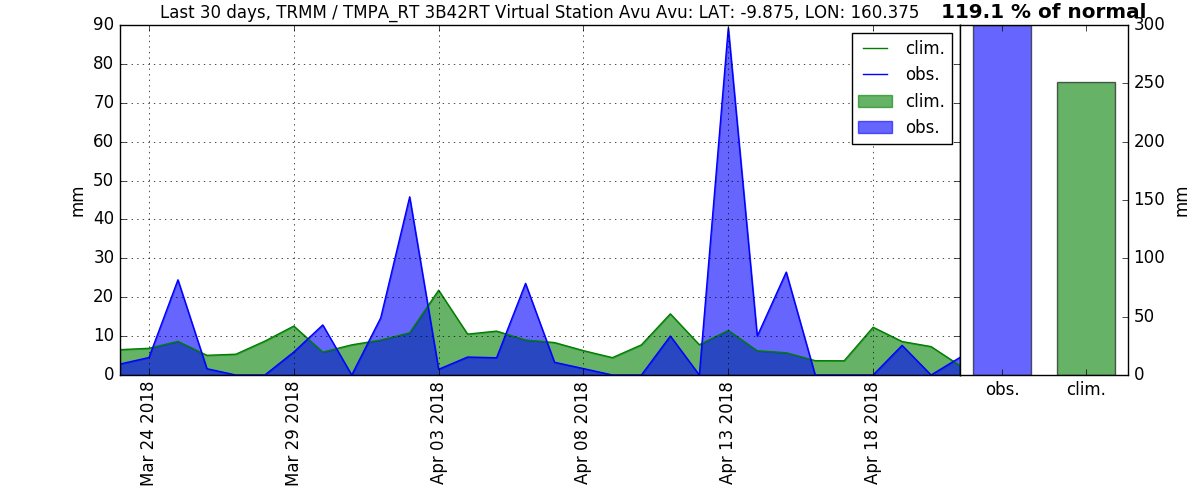 Last 30 days, TRMM / TMPA_RT 3B42RT Virtual Station Avu Avu: LAT: -9.875, LON: 160.375
119.1 % of normal
90
80
70
60
50
40
30
20
10
0
mm
clim.
obs.
clim.
obs.
300
250
200
150
100
50
0
mm
Mar 24 2018
Mar 29 2018
Apr 03 2018
Apr 08 2018
Apr 13 2018
Apr 18 2018
obs.
clim.